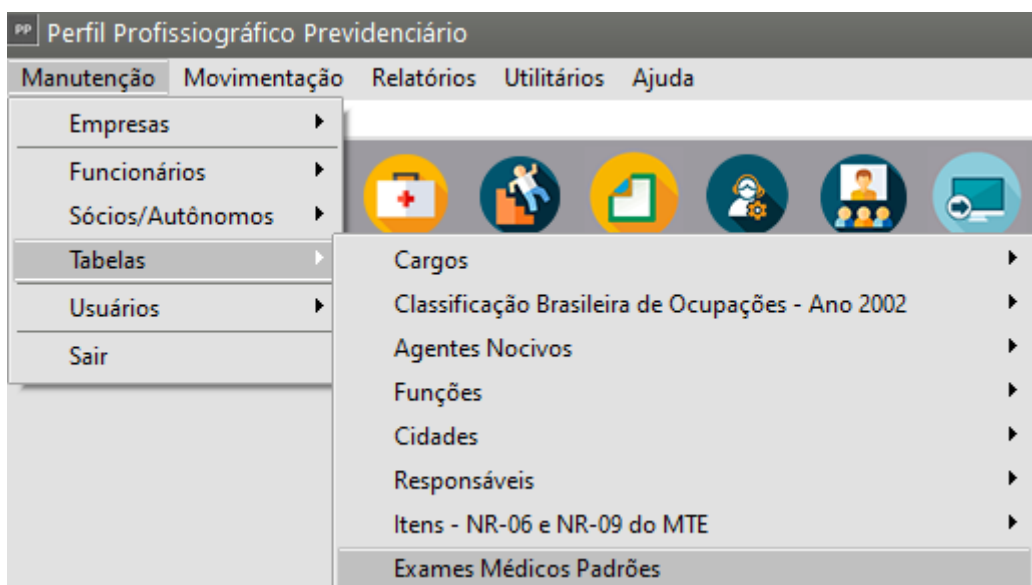 PP Perfil Profissiográfico Previdenciário
Manutenção Movimentação Relatórios Utilitários Ajuda
Empresas
Funcionários
Sócios/Autônomos
Tabelas
Usuários
Sair
Cargos
Classificação Brasileira de Ocupações - Ano 2002
Agentes Nocivos
Funções
Cidades
Responsáveis
Itens - NR-06 e NR-09 do MTE
Exames Médicos Padrões